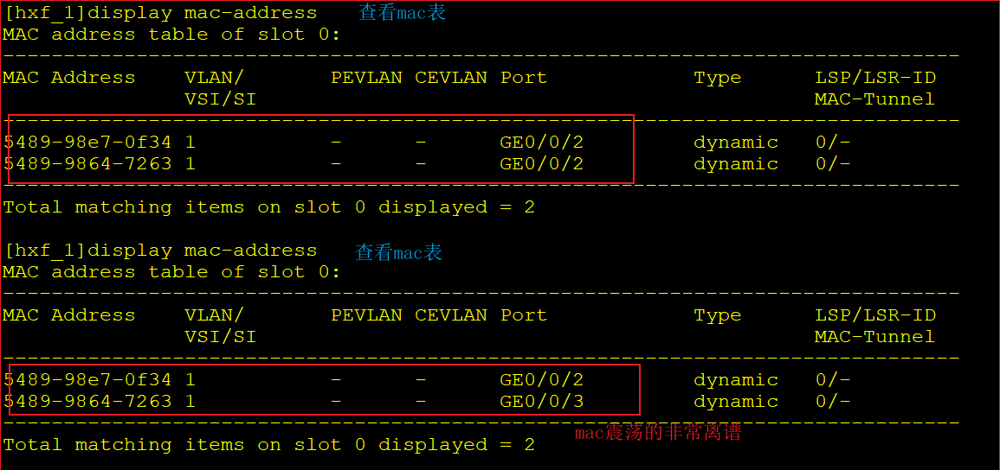 [hxf_1]display mac-address 查看mac表
MAC address table of slot 0:
-------------------------------------------------------------------------------
MAC Address    VLAN/       PEVLAN CEVLAN Port            Type      LSP/LSR-ID
               VSI/SI                                              MAC-Tunnel
-------------------------------------------------------------------------------
5489-98e7-0f34 1           -      -      GE0/0/2         dynamic   0/-
5489-9864-7263 1           -      -      GE0/0/2         dynamic   0/-
-------------------------------------------------------------------------------
Total matching items on slot 0 displayed = 2
[hxf_1]display mac-address 查看mac表
MAC address table of slot 0:
-------------------------------------------------------------------------------
MAC Address    VLAN/       PEVLAN CEVLAN Port            Type      LSP/LSR-ID
               VSI/SI                                              MAC-Tunnel
-------------------------------------------------------------------------------
5489-98e7-0f34 1           -      -      GE0/0/2         dynamic   0/-
5489-9864-7263 1           -      -      GE0/0/3         dynamic   0/-
-------------------------------------------------------------------------------
mac震荡的非常离谱
Total matching items on slot 0 displayed = 2